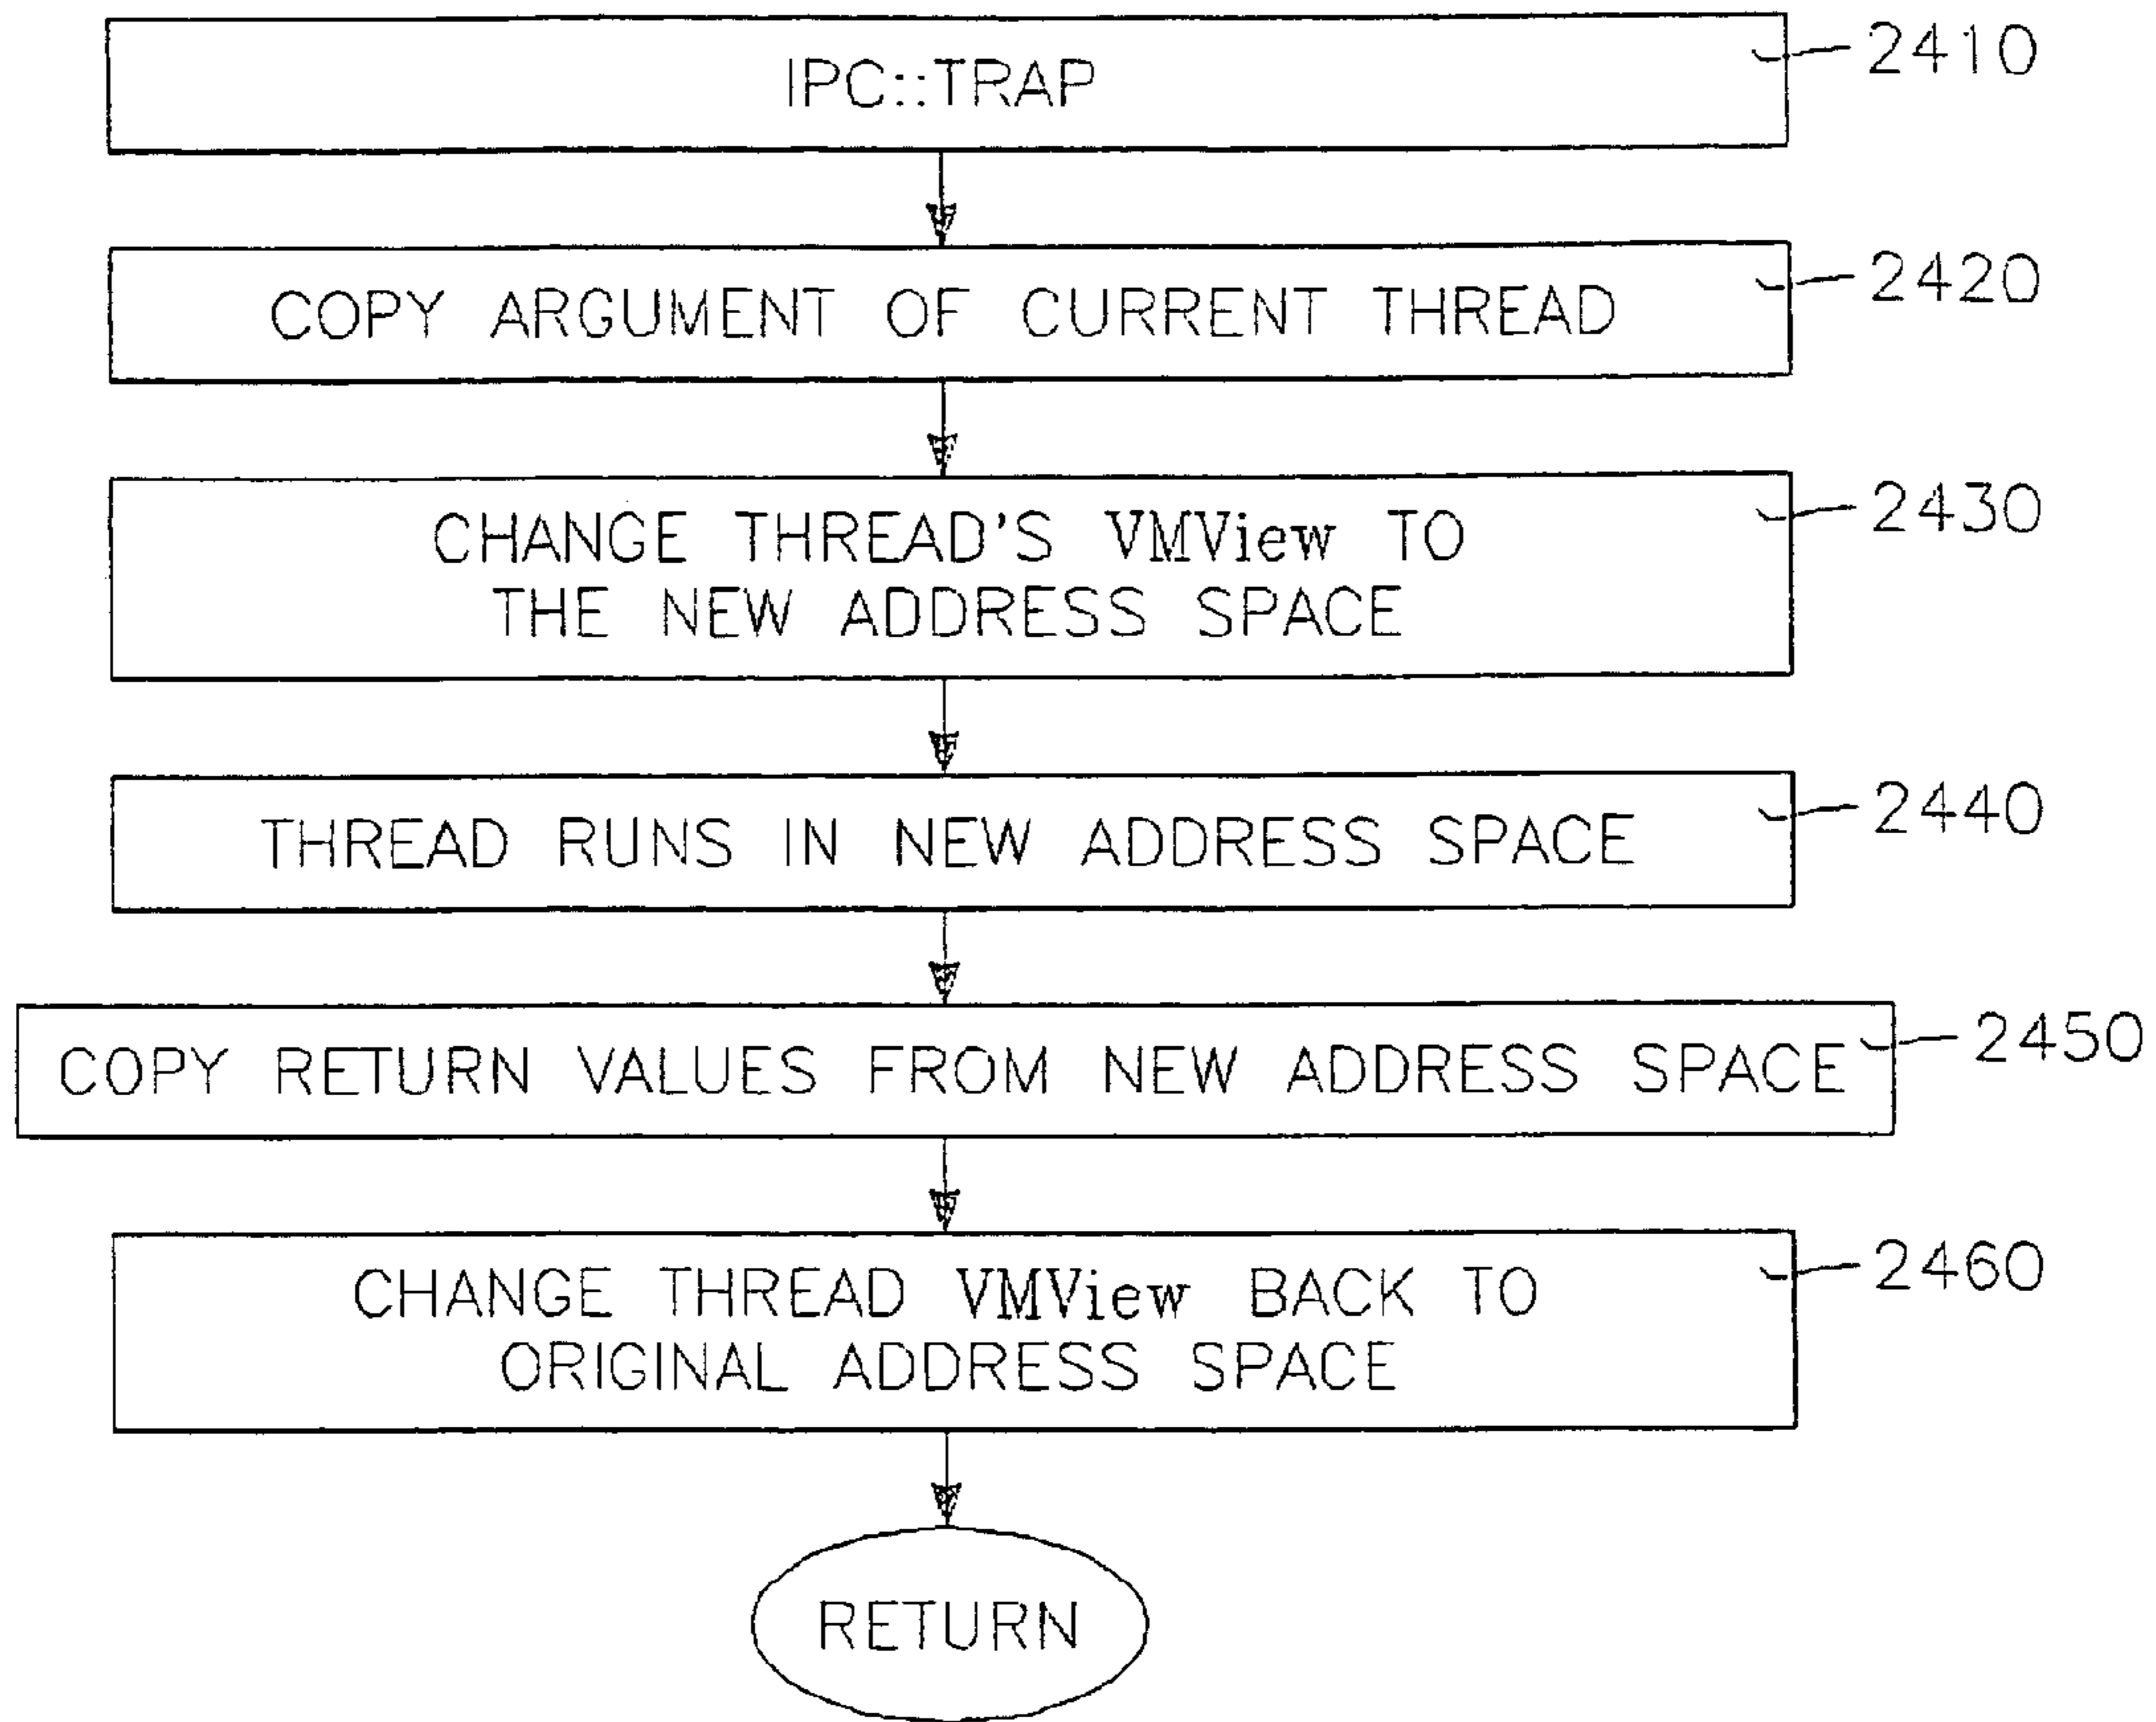 IPC::TRAP
2410
COPY ARGUMENT OF CURRENT THREAD
2420
CHANGE THREAD'S VMView TO
THE NEW ADDRESS SPACE
2430
THREAD RUNS IN NEW ADDRESS SPACE
2440
COPY RETURN VALUES FROM NEW ADDRESS SPACE
2450
CHANGE THREAD VMView BACK TO
ORIGINAL ADDRESS SPACE
2460
RETURN